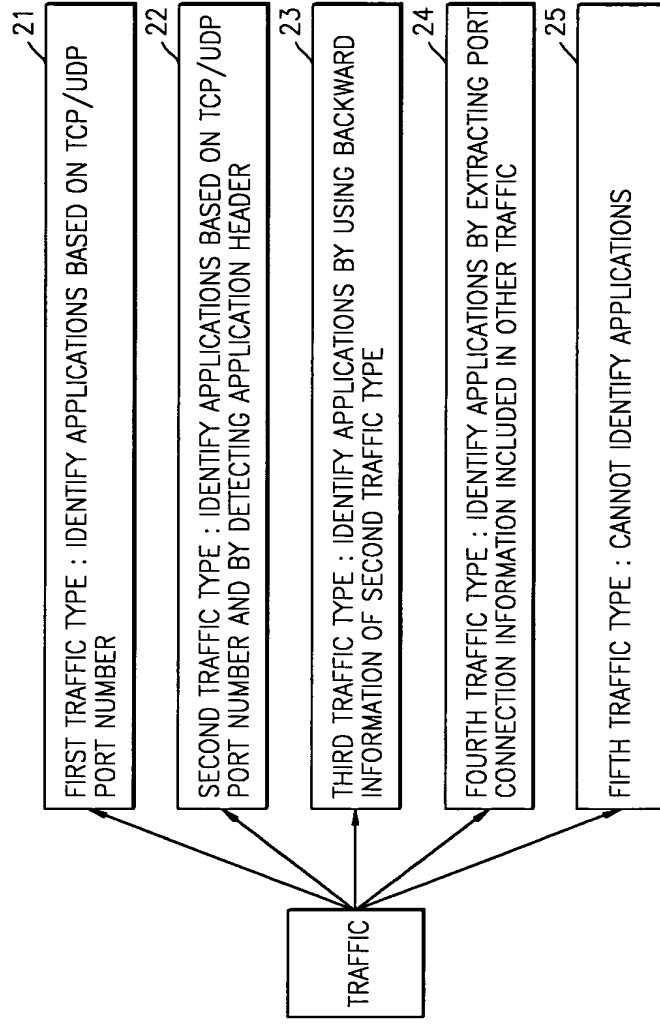 TRAFFIC
21
FIRST TRAFFIC TYPE : IDENTIFY APPLICATIONS BASED ON TCP/UDP
PORT NUMBER
22
SECOND TRAFFIC TYPE : IDENTIFY APPLICATIONS BASED ON TCP/UDP
PORT NUMBER AND BY DETECTING APPLICATION HEADER
23
THIRD TRAFFIC TYPE : IDENTIFY APPLICATIONS BY USING BACKWARD
INFORMATION OF SECOND TRAFFIC TYPE
24
FOURTH TRAFFIC TYPE : IDENTIFY APPLICATIONS BY EXTRACTING PORT
CONNECTION INFORMATION INCLUDED IN OTHER TRAFFIC
25
FIFTH TRAFFIC TYPE : CANNOT IDENTIFY APPLICATIONS